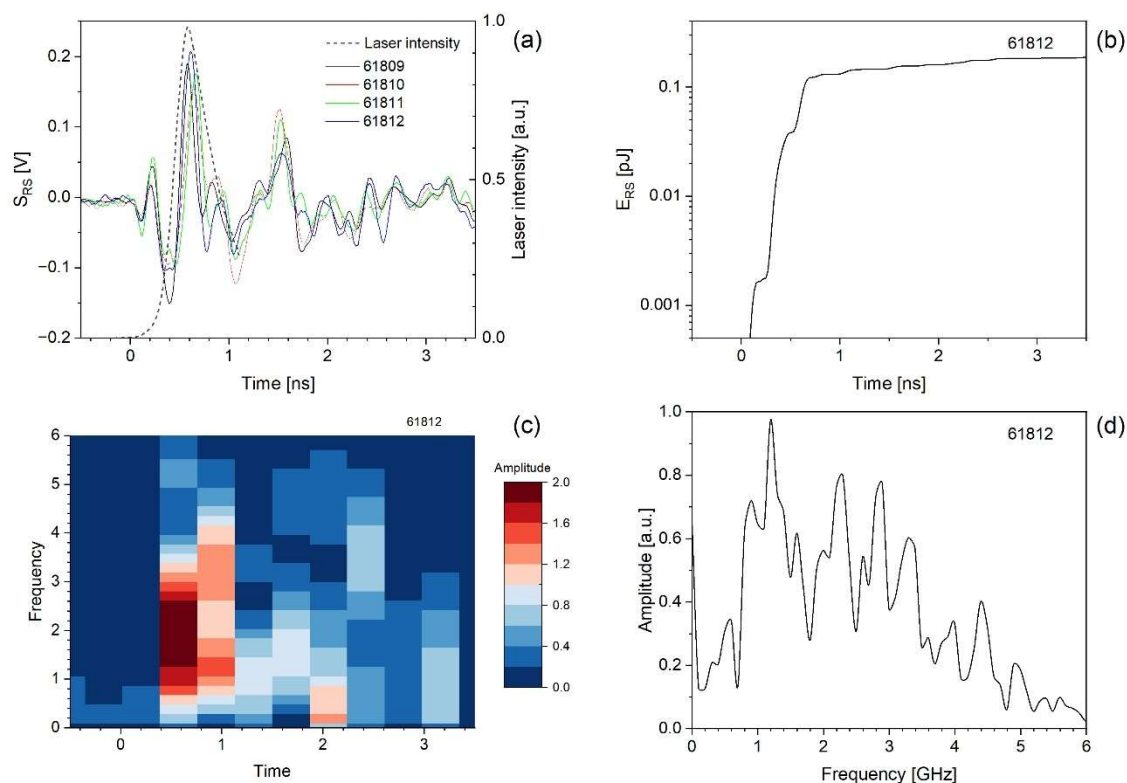 (a)
Laser intensity
61809
61810
61811
61812
S_RS [V]
0.2
0.1
0.0
−0.1
−0.2
0 1 2 3
Time [ns]
1.0
0.5
0.0
Laser intensity [a.u.]
(b)
61812
E_RS [pJ]
0.1
0.01
0.001
0 1 2 3
Time [ns]
61812
(c)
Frequency
6
5
4
3
2
1
0
0 1 2 3
Time
Amplitude
2.0
1.6
1.2
0.8
0.4
0.0
61812
(d)
Amplitude [a.u.]
1.0
0.8
0.6
0.4
0.2
0.0
0 1 2 3 4 5 6
Frequency [GHz]